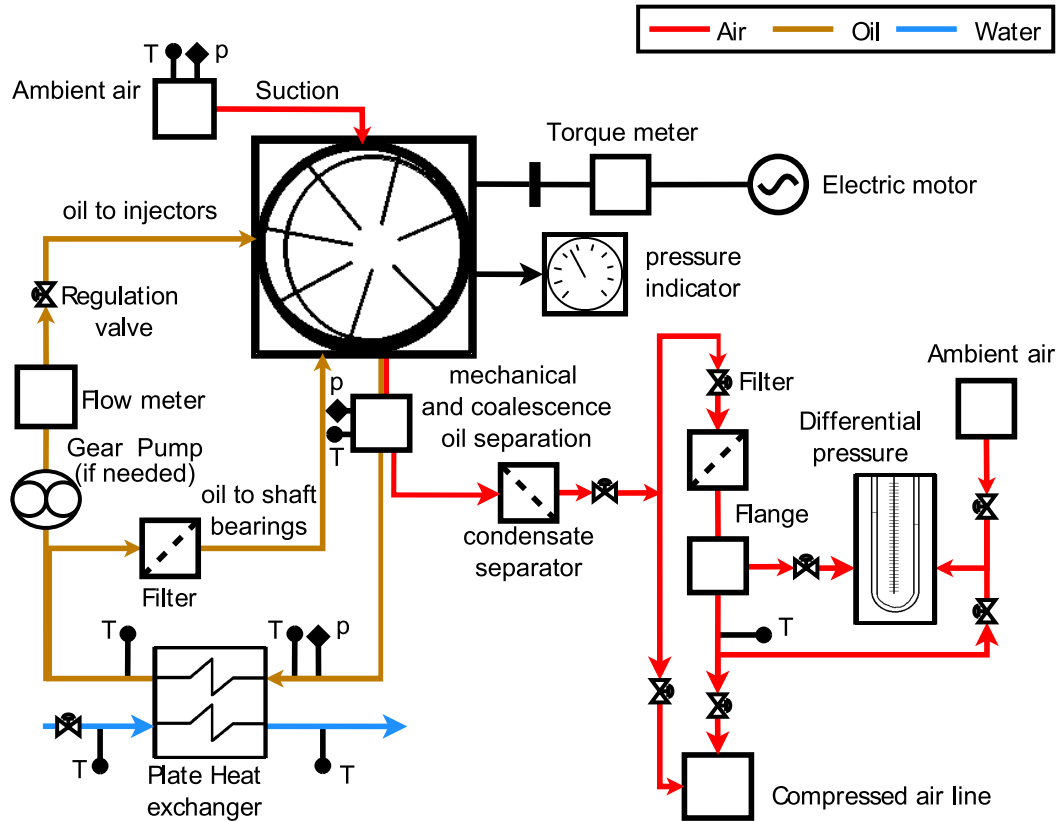 Air
Oil
Water
T
p
Ambient air
Suction
Torque meter
Electric motor
oil to injectors
pressure
indicator
Regulation
valve
Ambient air
Flow meter
p
T
mechanical
and coalescence
oil separation
Filter
Differential
pressure
Gear Pump
(if needed)
oil to shaft
bearings
Flange
condensate
separator
Filter
T
T
p
T
T
T
Plate Heat
exchanger
Compressed air line